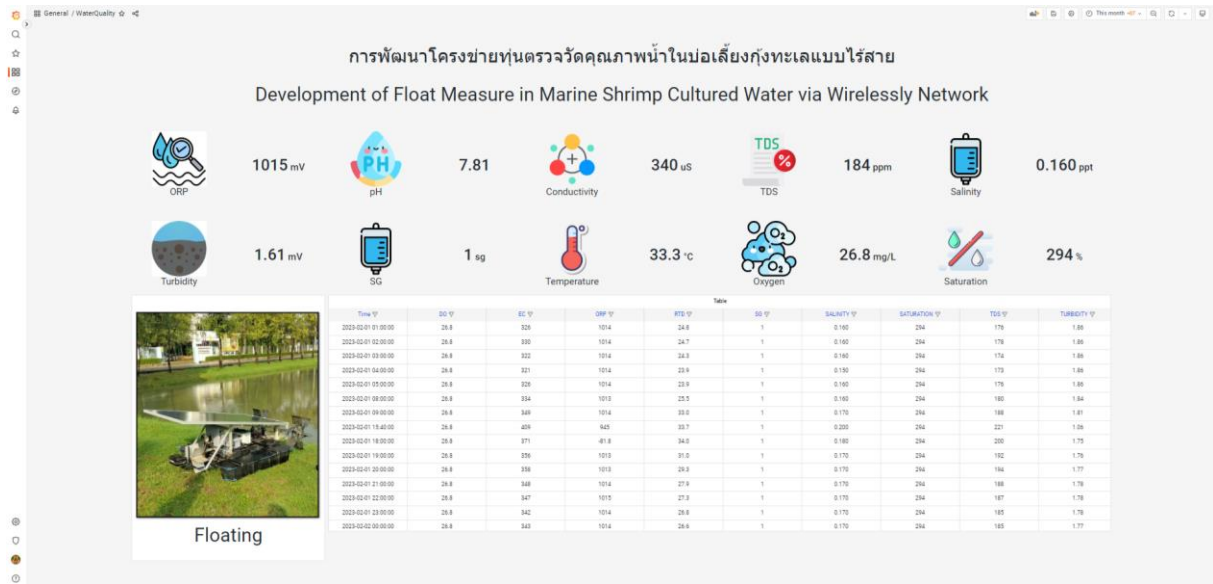 General / WaterQuality
This month
การพัฒนาโครงข่ายทุ่นตรวจวัดคุณภาพน้ำในบ่อเลี้ยงกุ้งทะเลแบบไร้สาย
Development of Float Measure in Marine Shrimp Cultured Water via Wirelessly Network
1015 mV
PH
7.81
340 uS
TDS
%
184 ppm
0.160 ppt
ORP
pH
Conductivity
TDS
Salinity
1.61 mV
1 sg
33.3 °C
O₂
O₂
26.8 mg/L
294 %
Turbidity
SG
Temperature
Oxygen
Saturation
Table
Time DO EC ORP RTD SG SALINITY SATURATION TDS TURBIDITY
2023-02-01 01:00:00 26.8 326 1014 24.8 1 0.160 294 176 1.86
2023-02-01 02:00:00 26.8 330 1014 24.7 1 0.160 294 178 1.86
2023-02-01 03:00:00 26.8 322 1014 24.3 1 0.160 294 174 1.86
2023-02-01 04:00:00 26.8 321 1014 23.9 1 0.150 294 173 1.86
2023-02-01 05:00:00 26.8 326 1014 23.9 1 0.160 294 176 1.86
2023-02-01 08:00:00 26.8 334 1013 25.5 1 0.160 294 180 1.84
2023-02-01 09:00:00 26.8 349 1014 30.0 1 0.170 294 188 1.81
2023-02-01 15:40:00 26.8 409 945 33.7 1 0.200 294 221 1.06
2023-02-01 18:00:00 26.8 371 -81.8 34.0 1 0.180 294 200 1.75
2023-02-01 19:00:00 26.8 356 1013 31.0 1 0.170 294 192 1.76
2023-02-01 20:00:00 26.8 358 1013 29.3 1 0.170 294 194 1.77
2023-02-01 21:00:00 26.8 348 1014 27.9 1 0.170 294 188 1.78
2023-02-01 22:00:00 26.8 347 1015 27.3 1 0.170 294 187 1.78
2023-02-01 23:00:00 26.8 342 1014 26.8 1 0.170 294 185 1.78
2023-02-02 00:00:00 26.8 343 1014 26.6 1 0.170 294 185 1.77
Floating